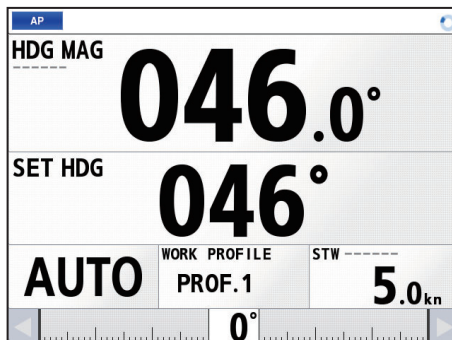 AP
HDG MAG
------
046.0°
SET HDG
046°
AUTO
WORK PROFILE
PROF.1
STW ------
5.0kn
0°